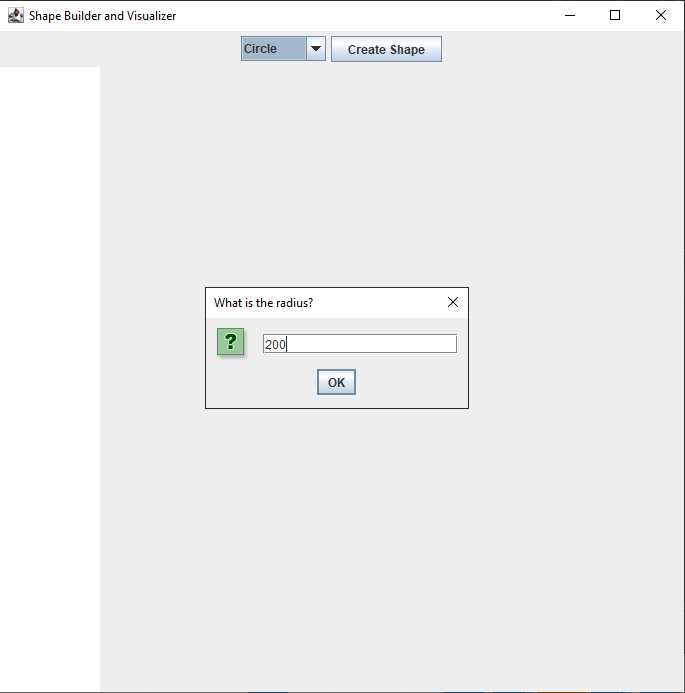 Shape Builder and Visualizer
Circle
Create Shape
What is the radius?
?
200
OK